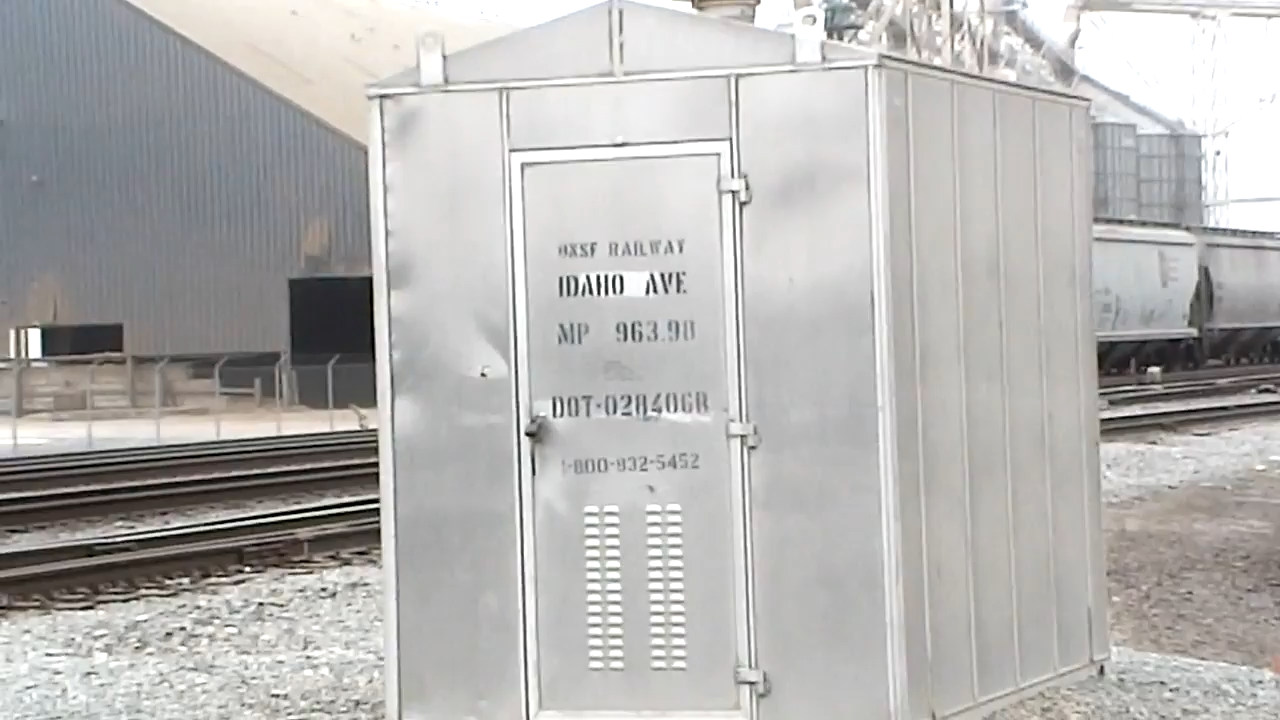 BNSF RAILWAY
IDAHO AVE
MP 963.90
DOT-028406B
1-800-832-5452